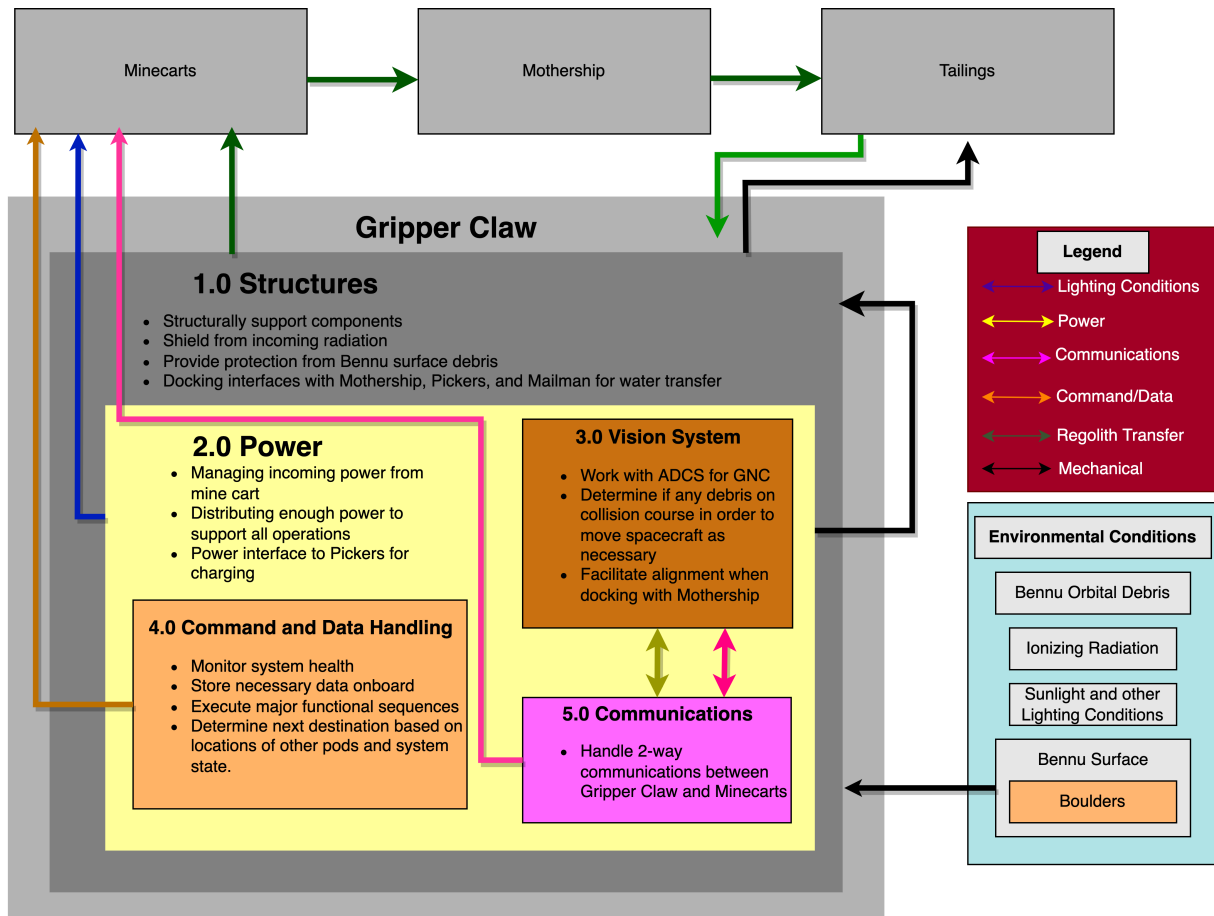 Minecarts
Mothership
Tailings
Gripper Claw
1.0 Structures
• Structurally support components
• Shield from incoming radiation
• Provide protection from Bennu surface debris
• Docking interfaces with Mothership, Pickers, and Mailman for water transfer
2.0 Power
• Managing incoming power from
mine cart
• Distributing enough power to
support all operations
• Power interface to Pickers for
charging
3.0 Vision System
• Work with ADCS for GNC
• Determine if any debris on
collision course in order to
move spacecraft as
necessary
• Facilitate alignment when
docking with Mothership
4.0 Command and Data Handling
• Monitor system health
• Store necessary data onboard
• Execute major functional sequences
• Determine next destination based on
locations of other pods and system
state.
5.0 Communications
• Handle 2-way
communications between
Gripper Claw and Minecarts
Legend
Lighting Conditions
Power
Communications
Command/Data
Regolith Transfer
Mechanical
Environmental Conditions
Bennu Orbital Debris
Ionizing Radiation
Sunlight and other
Lighting Conditions
Bennu Surface
Boulders